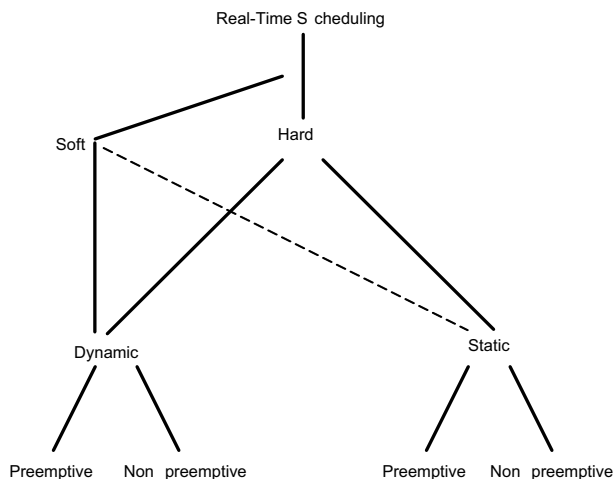 Real-Time S cheduling
Soft
Hard
Dynamic
Static
Preemptive
Non preemptive
Preemptive
Non preemptive